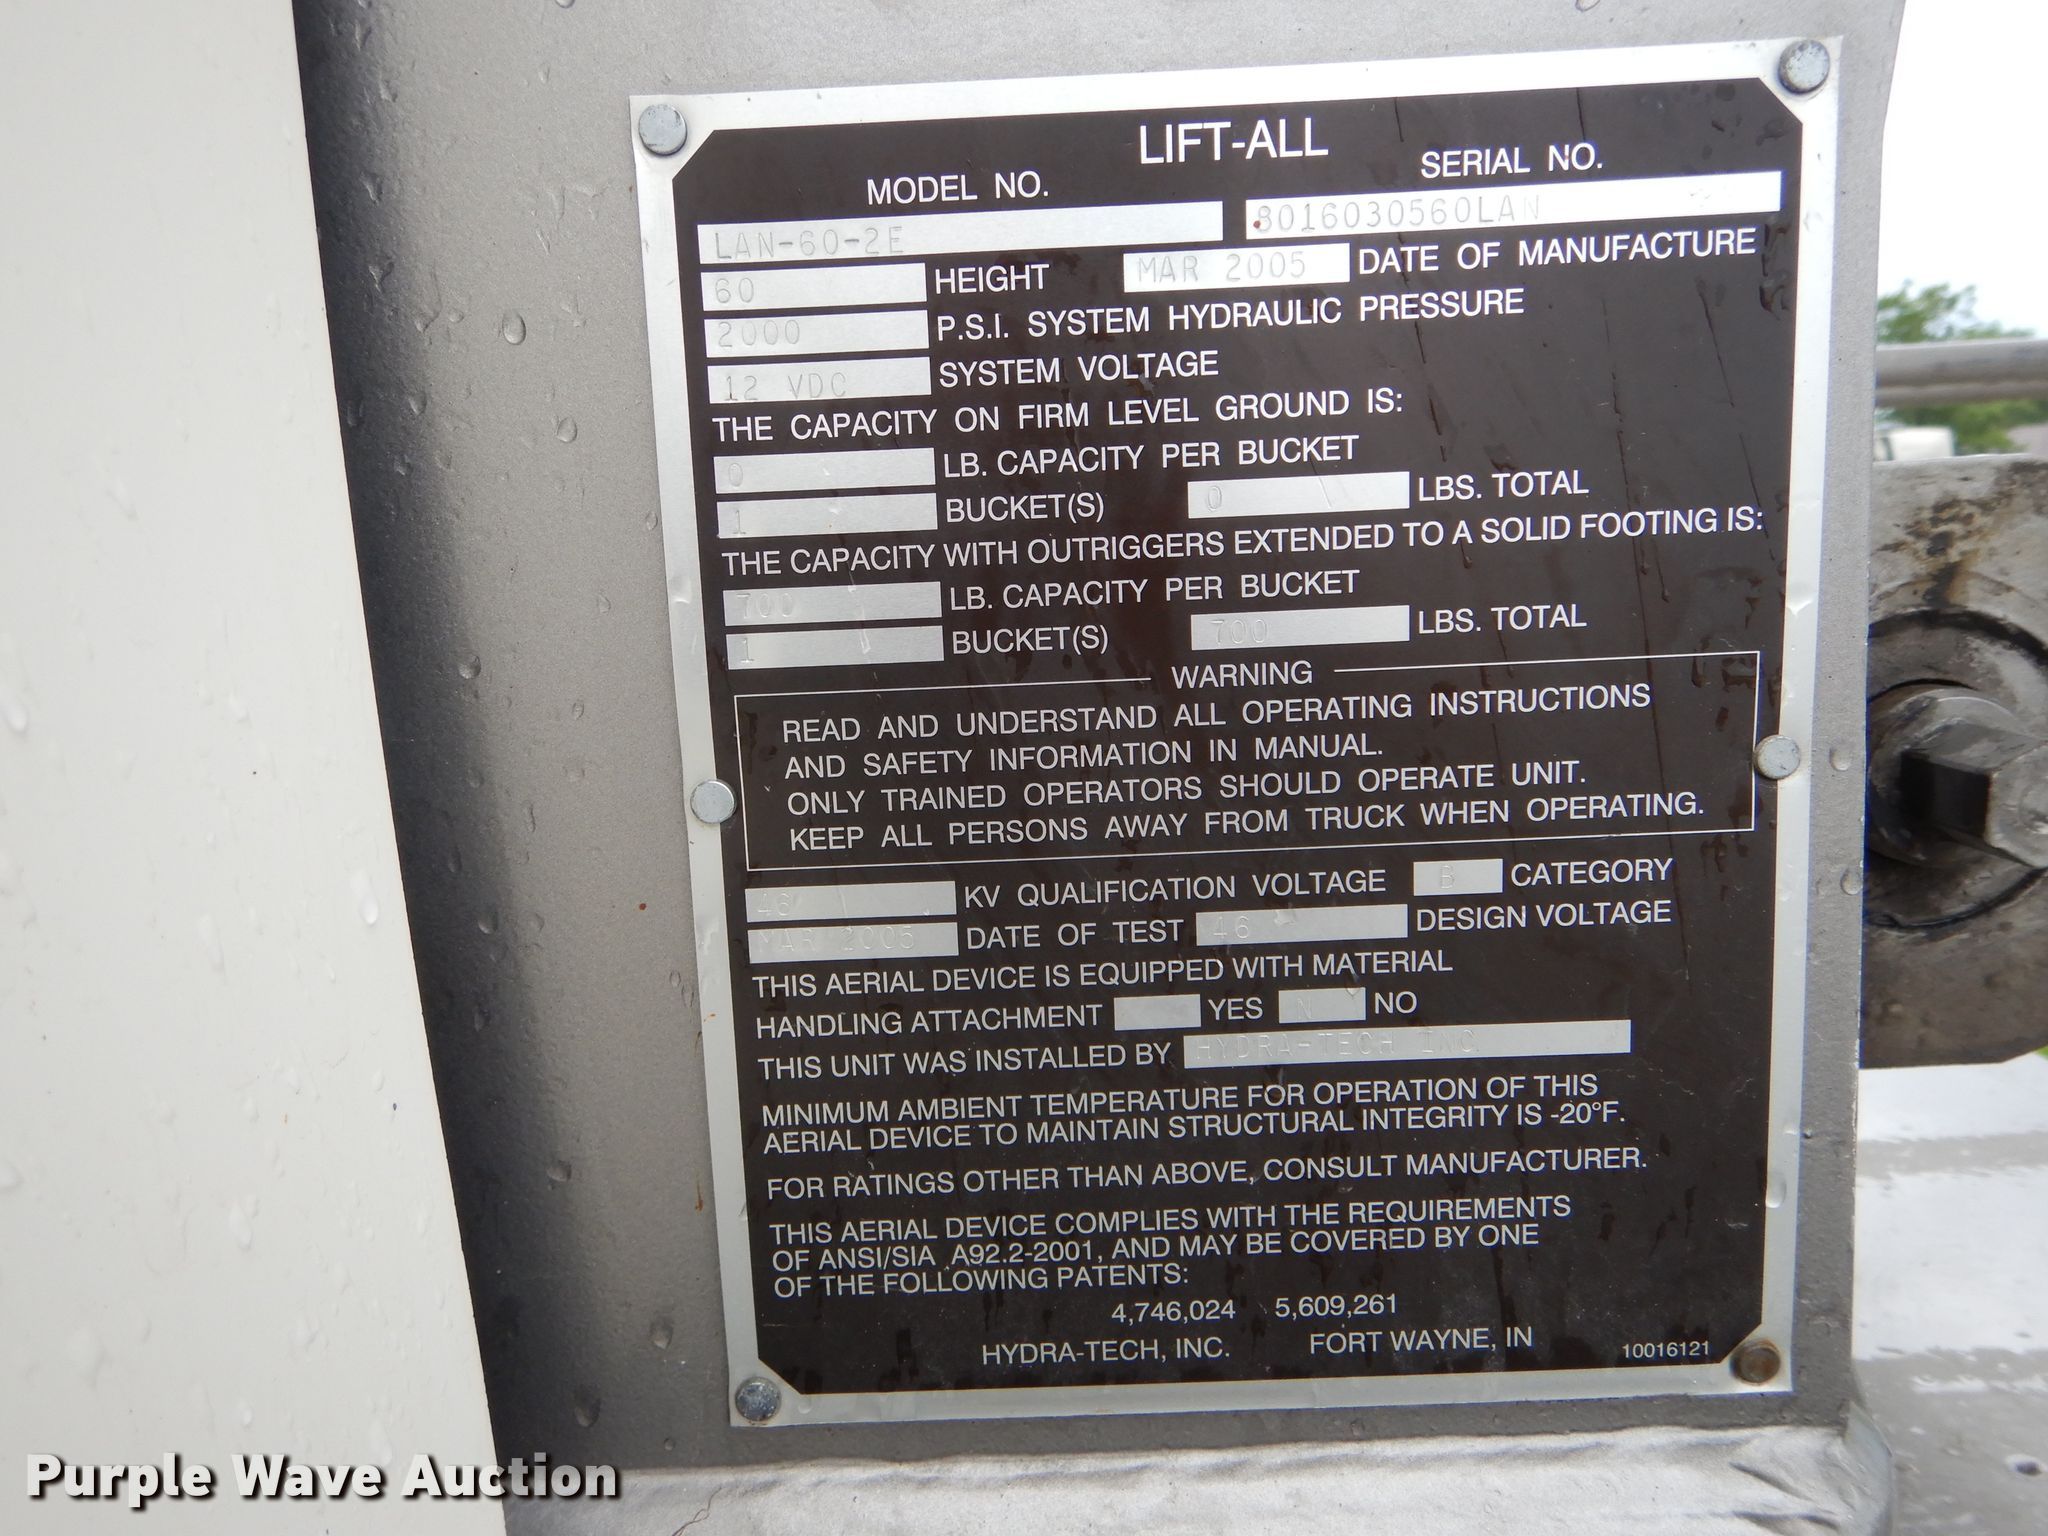 LIFT-ALL
MODEL NO. SERIAL NO.
LAN-60-2E 8016030560LAN
60 HEIGHT MAR 2005 DATE OF MANUFACTURE
2000 P.S.I. SYSTEM HYDRAULIC PRESSURE
12 VDC SYSTEM VOLTAGE
THE CAPACITY ON FIRM LEVEL GROUND IS:
0 LB. CAPACITY PER BUCKET
1 BUCKET(S) 0 LBS. TOTAL
THE CAPACITY WITH OUTRIGGERS EXTENDED TO A SOLID FOOTING IS:
700 LB. CAPACITY PER BUCKET
1 BUCKET(S) 700 LBS. TOTAL
WARNING
READ AND UNDERSTAND ALL OPERATING INSTRUCTIONS
AND SAFETY INFORMATION IN MANUAL.
ONLY TRAINED OPERATORS SHOULD OPERATE UNIT.
KEEP ALL PERSONS AWAY FROM TRUCK WHEN OPERATING.
46 KV QUALIFICATION VOLTAGE B CATEGORY
MAR 2005 DATE OF TEST 46 DESIGN VOLTAGE
THIS AERIAL DEVICE IS EQUIPPED WITH MATERIAL
HANDLING ATTACHMENT YES N NO
THIS UNIT WAS INSTALLED BY HYDRA-TECH INC.
MINIMUM AMBIENT TEMPERATURE FOR OPERATION OF THIS
AERIAL DEVICE TO MAINTAIN STRUCTURAL INTEGRITY IS -20°F.
FOR RATINGS OTHER THAN ABOVE, CONSULT MANUFACTURER.
THIS AERIAL DEVICE COMPLIES WITH THE REQUIREMENTS
OF ANSI/SIA A92.2-2001, AND MAY BE COVERED BY ONE
OF THE FOLLOWING PATENTS:
4,746,024 5,609,261
HYDRA-TECH, INC. FORT WAYNE, IN 10016121
Purple Wave Auction